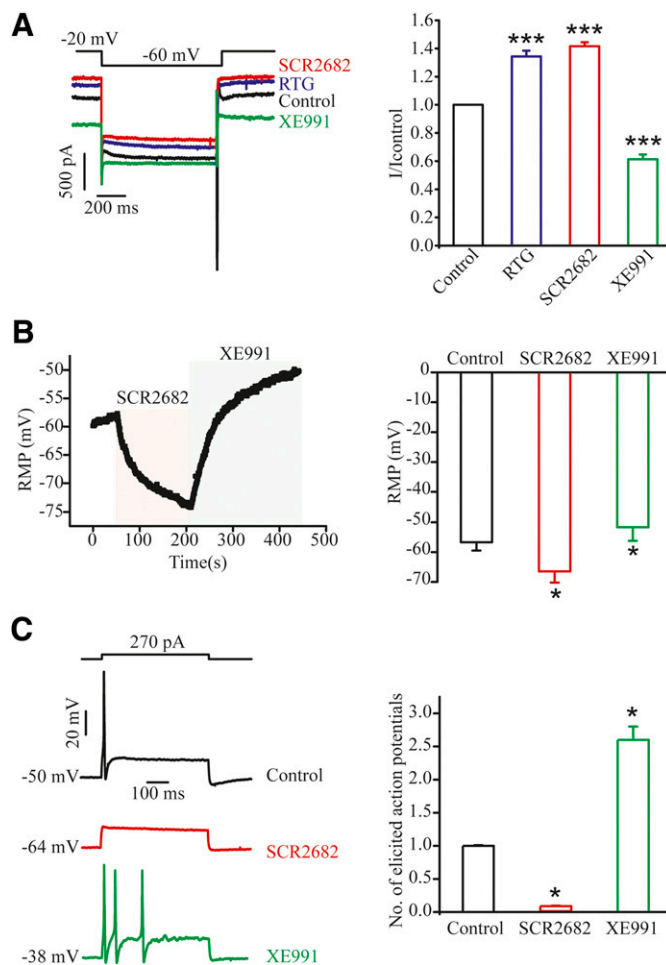 A
-20 mV
-60 mV
SCR2682
RTG
Control
XE991
500 pA
200 ms
I/Icontrol
1.6
1.4
1.2
1.0
0.8
0.6
0.4
0.2
0.0
***
***
***
Control
RTG
SCR2682
XE991
B
RMP (mV)
-50
-55
-60
-65
-70
-75
SCR2682
XE991
0
100
200
300
400
500
Time(s)
Control
SCR2682
XE991
RMP (mV)
0
-10
-20
-30
-40
-50
-60
-70
*
*
C
270 pA
20 mV
-50 mV
Control
100 ms
-64 mV
SCR2682
-38 mV
XE991
No. of elicited action potentials
3.0
2.5
2.0
1.5
1.0
0.5
0.0
*
*
Control
SCR2682
XE991